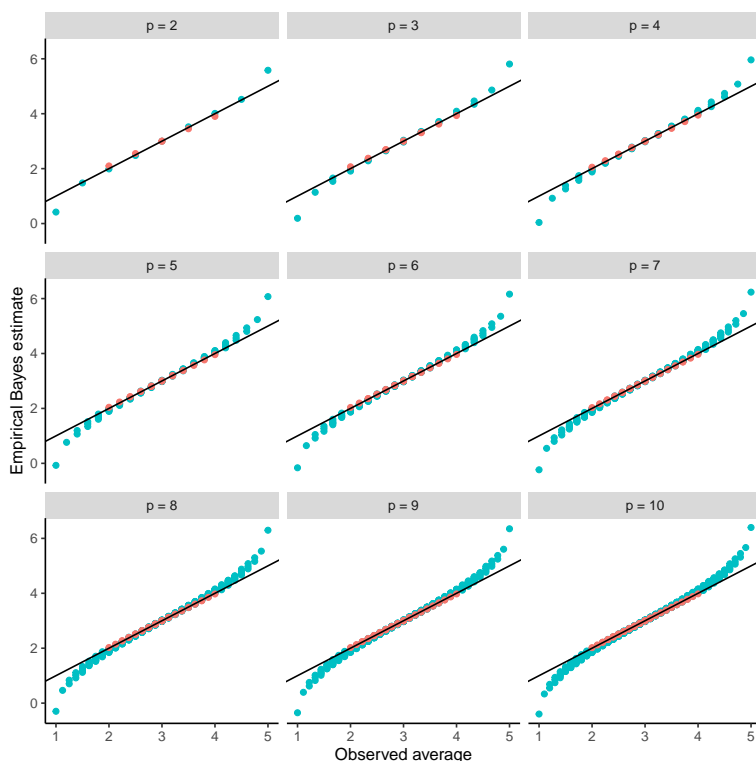 p = 2
p = 3
p = 4
6
4
2
0
p = 5
p = 6
p = 7
6
4
2
0
p = 8
p = 9
p = 10
6
4
2
0
1 2 3 4 5 1 2 3 4 5 1 2 3 4 5
Observed average
Empirical Bayes estimate